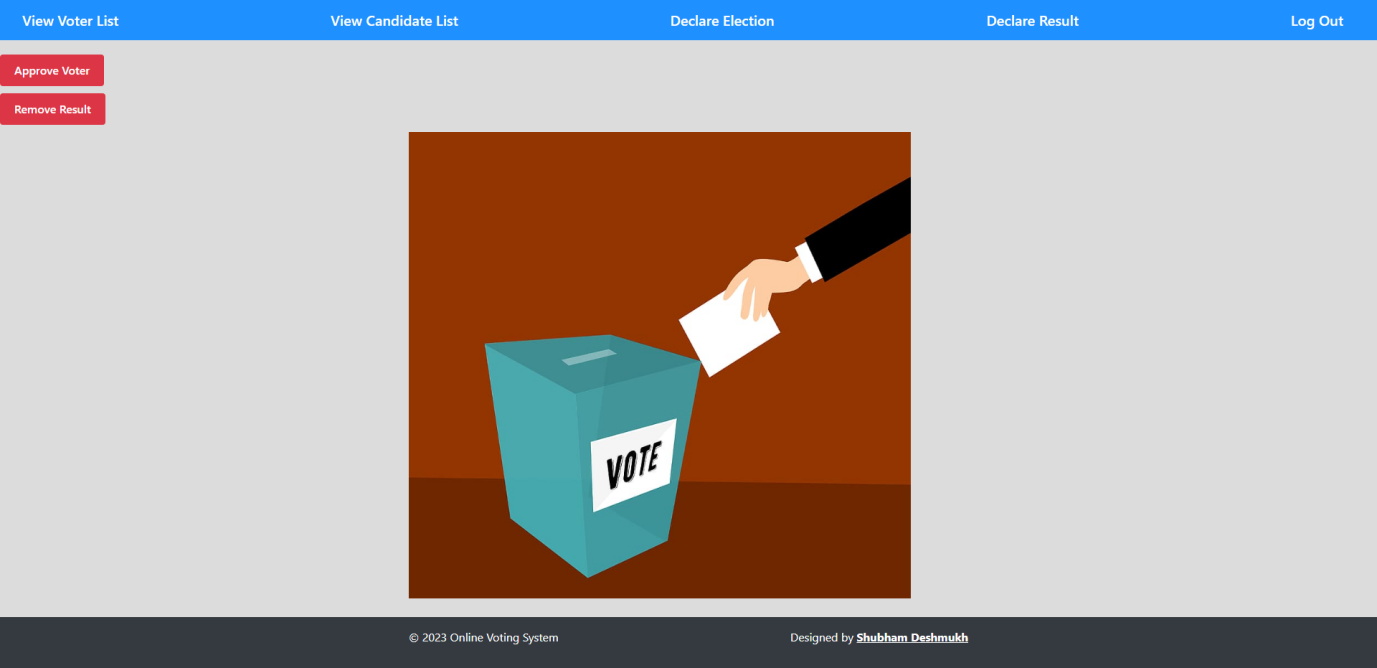 View Voter List View Candidate List Declare Election Declare Result Log Out
Approve Voter
Remove Result
VOTE
© 2023 Online Voting System Designed by Shubham Deshmukh